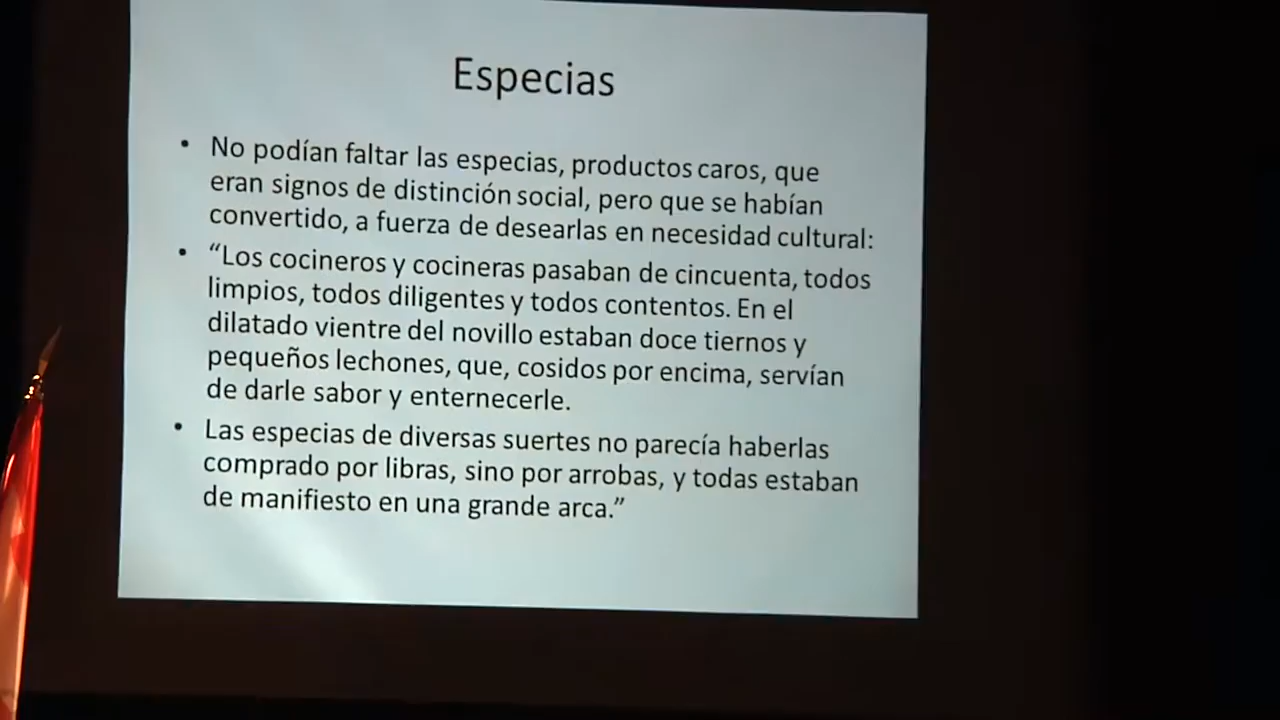 Especias
• No podían faltar las especias, productos caros, que
eran signos de distinción social, pero que se habían
convertido, a fuerza de desearlas en necesidad cultural:
• “Los cocineros y cocineras pasaban de cincuenta, todos
limpios, todos diligentes y todos contentos. En el
dilatado vientre del novillo estaban doce tiernos y
pequeños lechones, que, cosidos por encima, servían
de darle sabor y enternecerle.
• Las especias de diversas suertes no parecía haberlas
comprado por libras, sino por arrobas, y todas estaban
de manifiesto en una grande arca.”